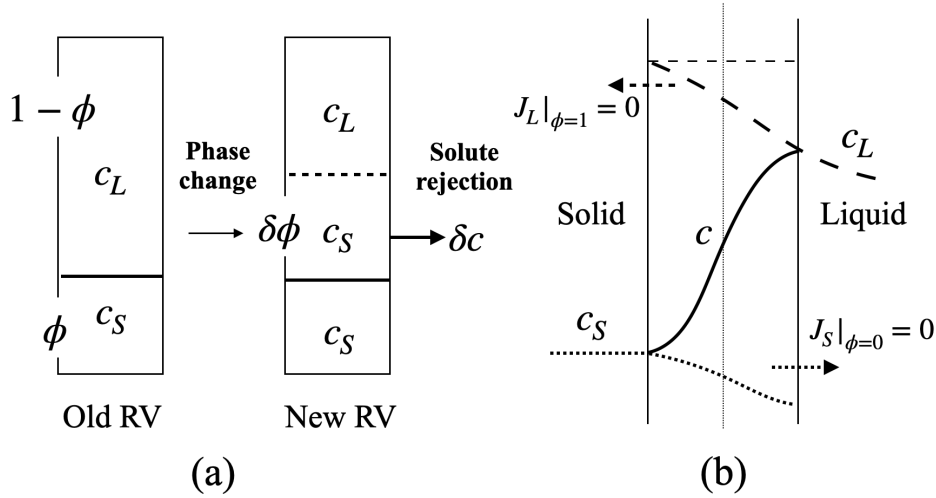 1 − ϕ
c_L
ϕ
c_S
Old RV
Phase
change
δϕ
c_L
c_S
c_S
New RV
Solute
rejection
δc
(a)
J_L|_{ϕ=1} = 0
c_L
Solid
c
Liquid
c_S
J_S|_{ϕ=0} = 0
(b)